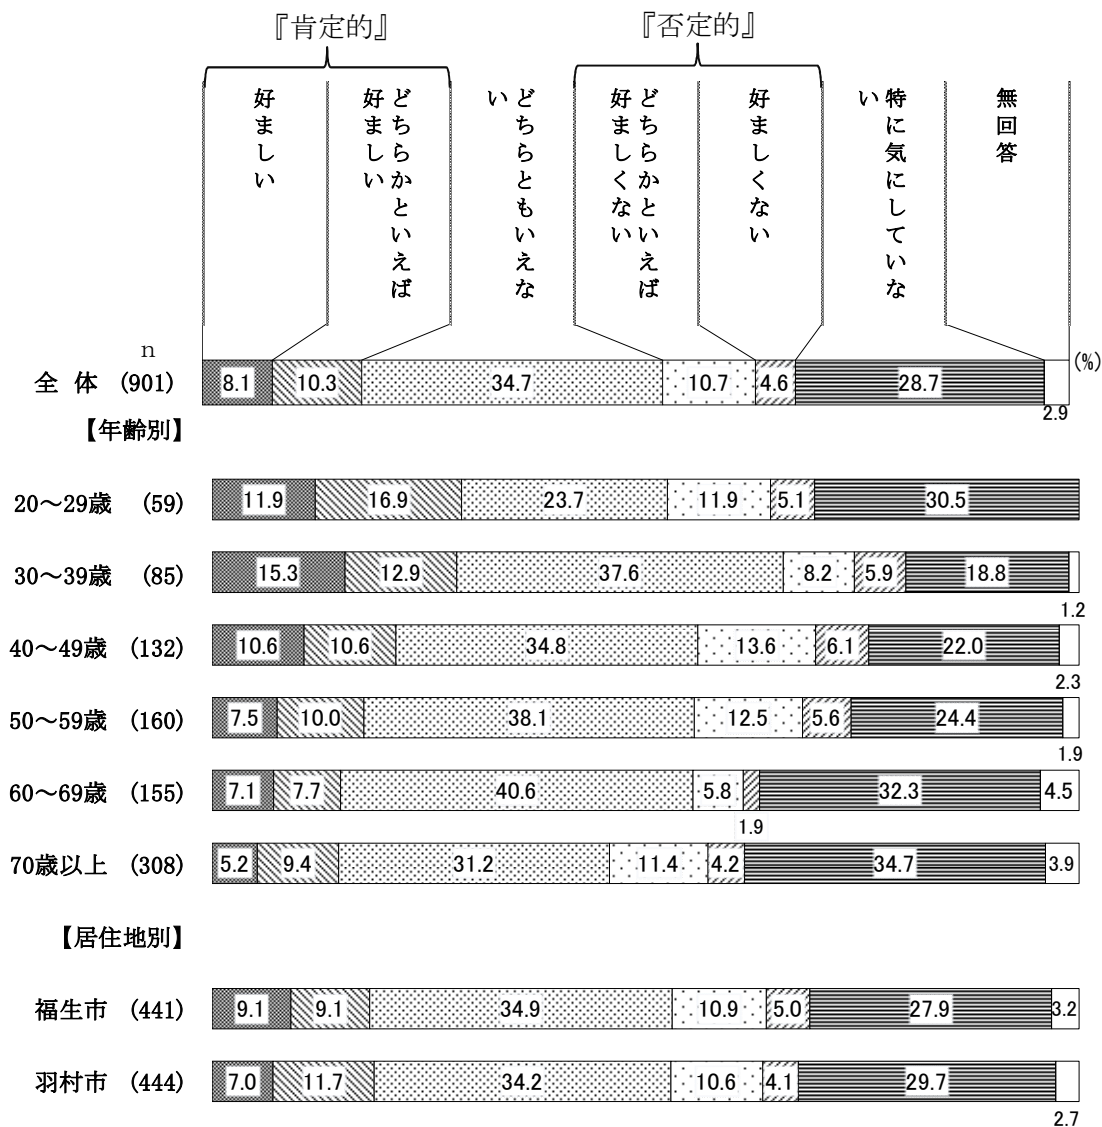 『肯定的』
『否定的』
好ましい
どちらかといえば
好ましい
どちらともいえな
い
どちらかといえば
好ましくない
好ましくない
特に気にしていな
い
無回答
n
(%)
全 体 (901) 8.1 10.3 34.7 10.7 4.6 28.7 2.9
【年齢別】
20～29歳 (59) 11.9 16.9 23.7 11.9 5.1 30.5
30～39歳 (85) 15.3 12.9 37.6 8.2 5.9 18.8 1.2
40～49歳 (132) 10.6 10.6 34.8 13.6 6.1 22.0 2.3
50～59歳 (160) 7.5 10.0 38.1 12.5 5.6 24.4 1.9
60～69歳 (155) 7.1 7.7 40.6 5.8 1.9 32.3 4.5
70歳以上 (308) 5.2 9.4 31.2 11.4 4.2 34.7 3.9
【居住地別】
福生市 (441) 9.1 9.1 34.9 10.9 5.0 27.9 3.2
羽村市 (444) 7.0 11.7 34.2 10.6 4.1 29.7 2.7